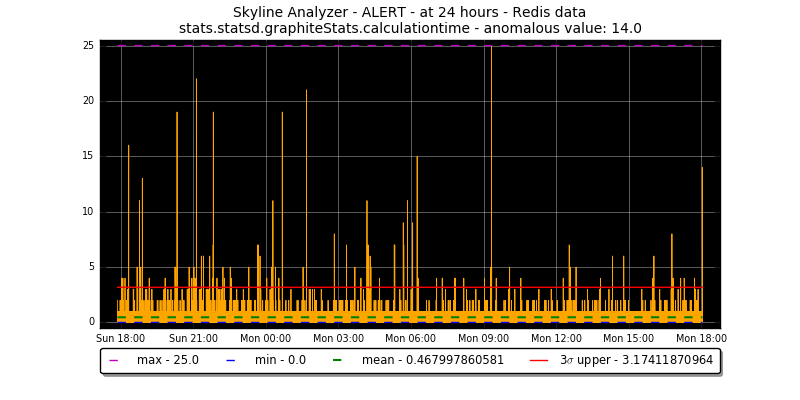 Skyline Analyzer - ALERT - at 24 hours - Redis data
stats.statsd.graphiteStats.calculationtime - anomalous value: 14.0
25
20
15
10
5
0
Sun 18:00 Sun 21:00 Mon 00:00 Mon 03:00 Mon 06:00 Mon 09:00 Mon 12:00 Mon 15:00 Mon 18:00
max - 25.0 min - 0.0 mean - 0.467997860581 3σ upper - 3.17411870964